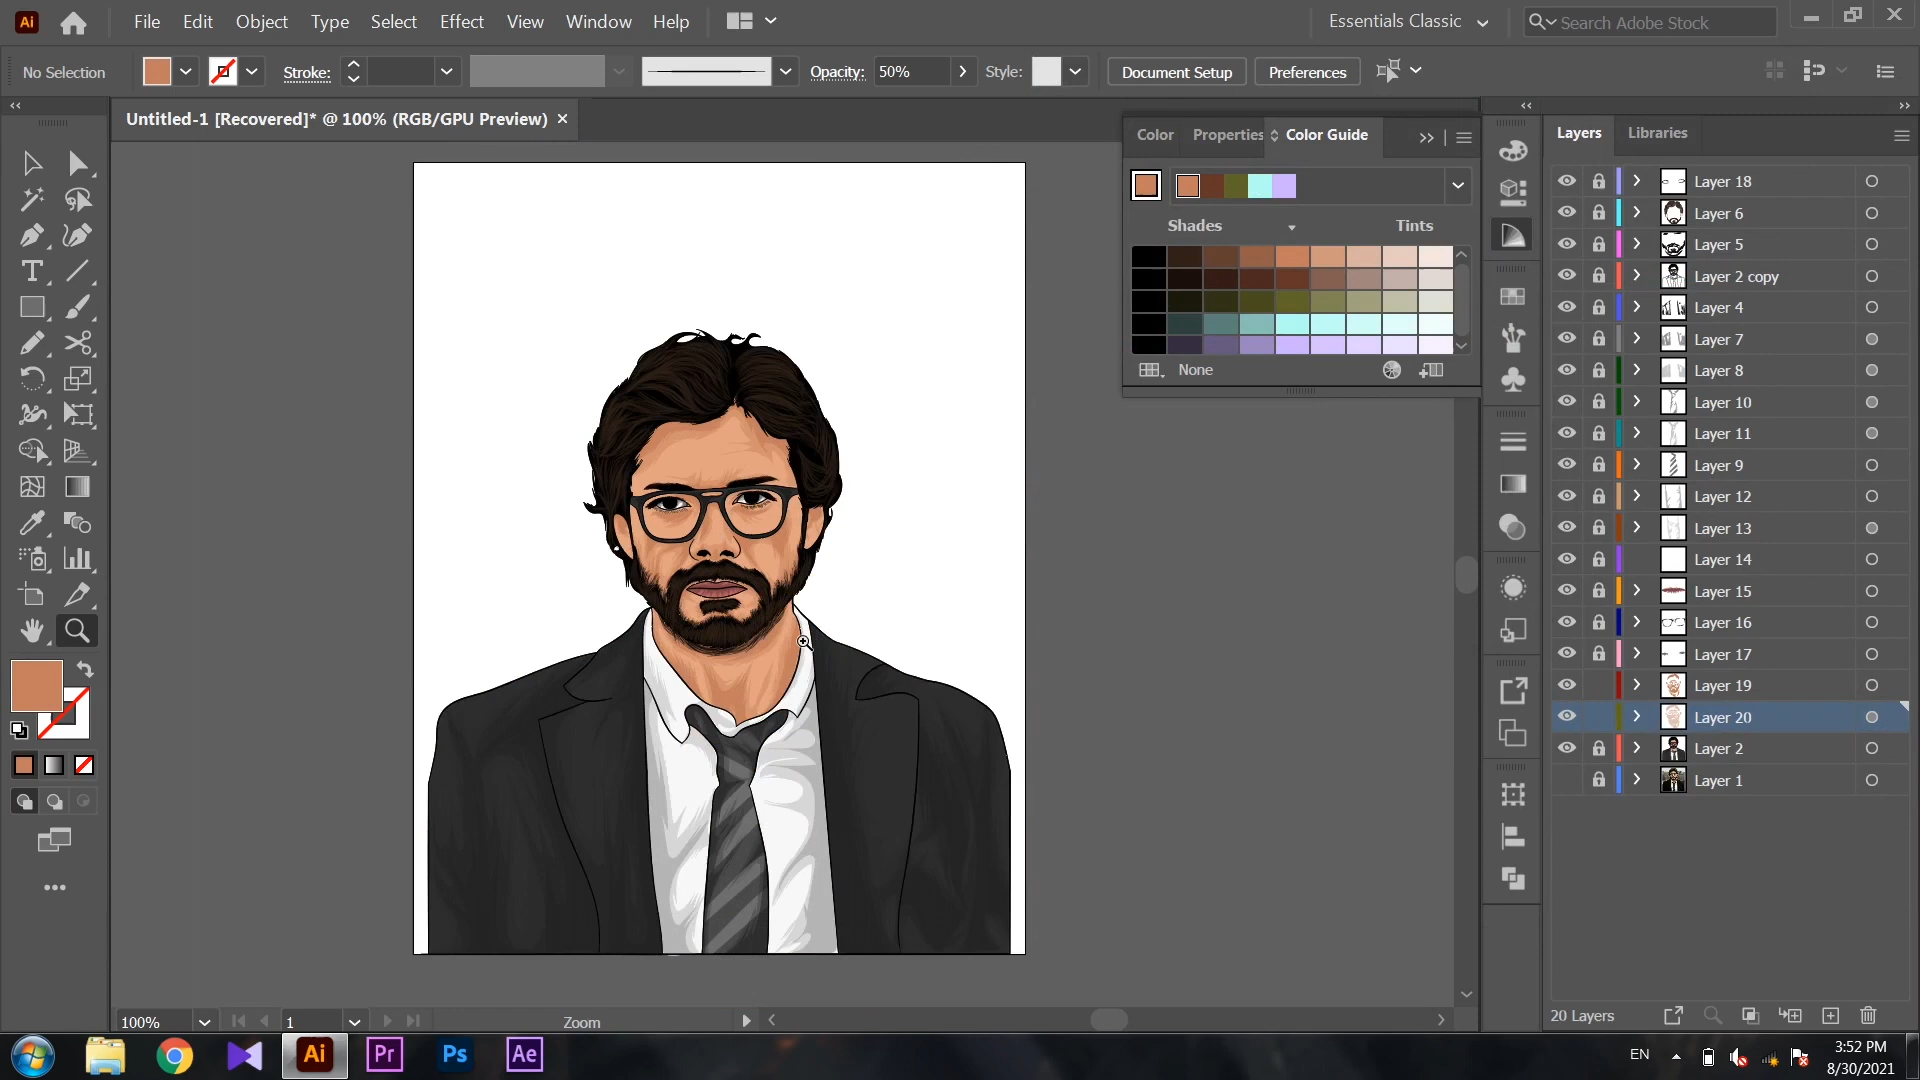 Ai File Edit Object Type Select Effect View Window Help Essentials Classic Search Adobe Stock
No Selection Stroke: Opacity: 50% Style: Document Setup Preferences
Untitled-1 [Recovered]* @ 100% (RGB/GPU Preview)
Color Properties Color Guide
Shades Tints
None
Layers Libraries
Layer 18
Layer 6
Layer 5
Layer 2 copy
Layer 4
Layer 7
Layer 8
Layer 10
Layer 11
Layer 9
Layer 12
Layer 13
Layer 14
Layer 15
Layer 16
Layer 17
Layer 19
Layer 20
Layer 2
Layer 1
20 Layers
100% 1 Zoom
Ai Pr Ps Ae EN 3:52 PM
8/30/2021